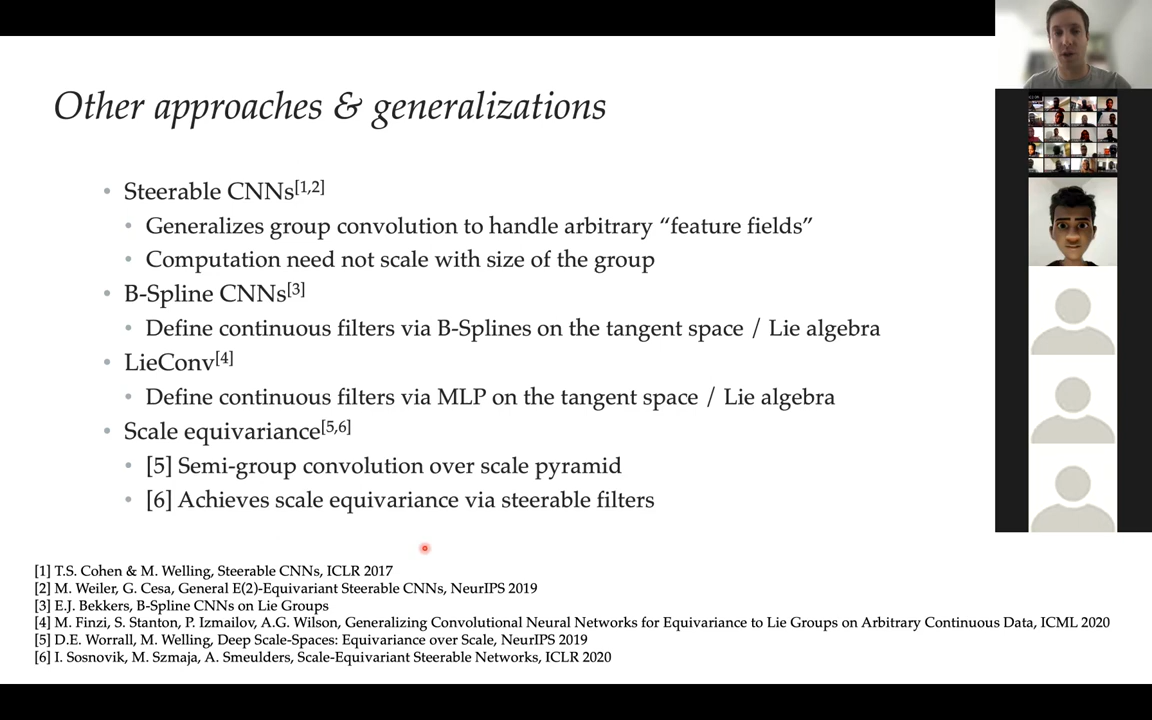 Other approaches & generalizations
• Steerable CNNs[1,2]
• Generalizes group convolution to handle arbitrary “feature fields”
• Computation need not scale with size of the group
• B-Spline CNNs[3]
• Define continuous filters via B-Splines on the tangent space / Lie algebra
• LieConv[4]
• Define continuous filters via MLP on the tangent space / Lie algebra
• Scale equivariance[5,6]
• [5] Semi-group convolution over scale pyramid
• [6] Achieves scale equivariance via steerable filters
[1] T.S. Cohen & M. Welling, Steerable CNNs, ICLR 2017
[2] M. Weiler, G. Cesa, General E(2)-Equivariant Steerable CNNs, NeurIPS 2019
[3] E.J. Bekkers, B-Spline CNNs on Lie Groups
[4] M. Finzi, S. Stanton, P. Izmailov, A.G. Wilson, Generalizing Convolutional Neural Networks for Equivariance to Lie Groups on Arbitrary Continuous Data, ICML 2020
[5] D.E. Worrall, M. Welling, Deep Scale-Spaces: Equivariance over Scale, NeurIPS 2019
[6] I. Sosnovik, M. Szmaja, A. Smeulders, Scale-Equivariant Steerable Networks, ICLR 2020